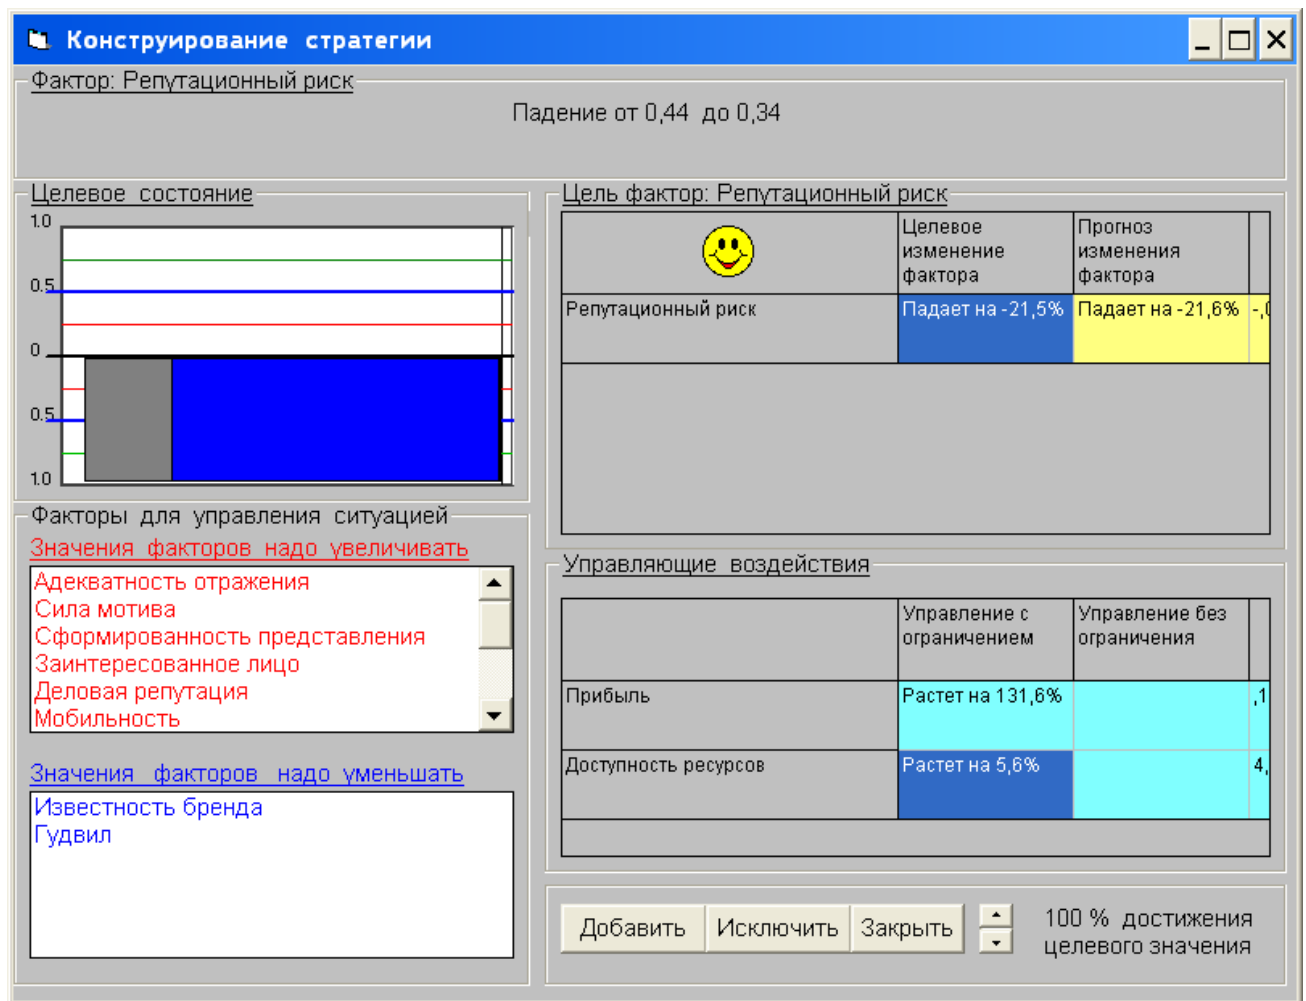 Конструирование стратегии
Фактор: Репутационный риск
Падение от 0,44 до 0,34
Целевое состояние
1.0
0.5
0
0.5
1.0
Факторы для управления ситуацией
Значения факторов надо увеличивать
Адекватность отражения
Сила мотива
Сформированность представления
Заинтересованное лицо
Деловая репутация
Мобильность
Значения факторов надо уменьшать
Известность бренда
Гудвил
Цель фактор: Репутационный риск
Целевое
изменение
фактора
Прогноз
изменения
фактора
Репутационный риск
Падает на -21,5%
Падает на -21,6%
Управляющие воздействия
Управление с
ограничением
Управление без
ограничения
Прибыль
Растет на 131,6%
,1
Доступность ресурсов
Растет на 5,6%
4,
Добавить
Исключить
Закрыть
100 % достижения
целевого значения